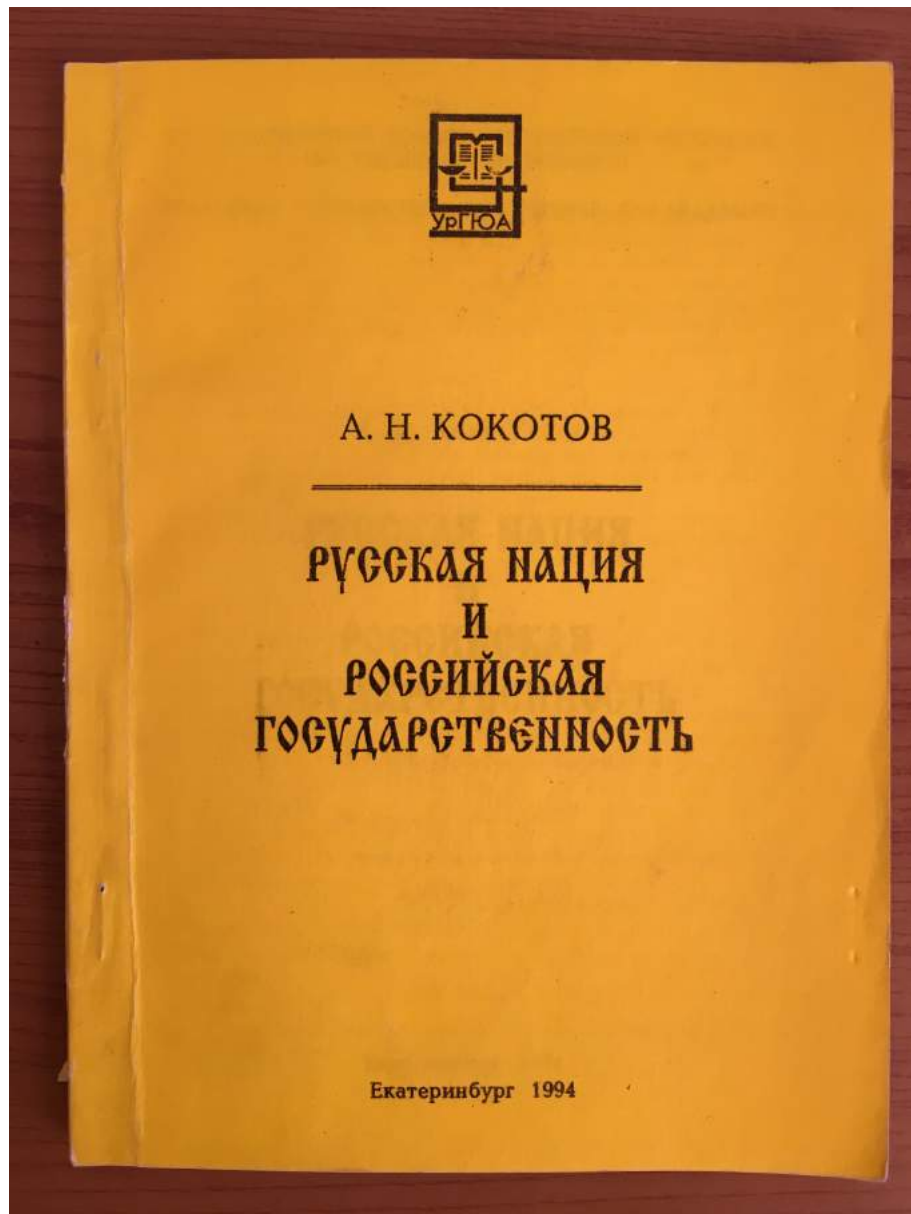 УрГЮА
А. Н. КОКОТОВ
РУССКАЯ НАЦИЯ
И
РОССИЙСКАЯ
ГОСУДАРСТВЕННОСТЬ
Екатеринбург 1994